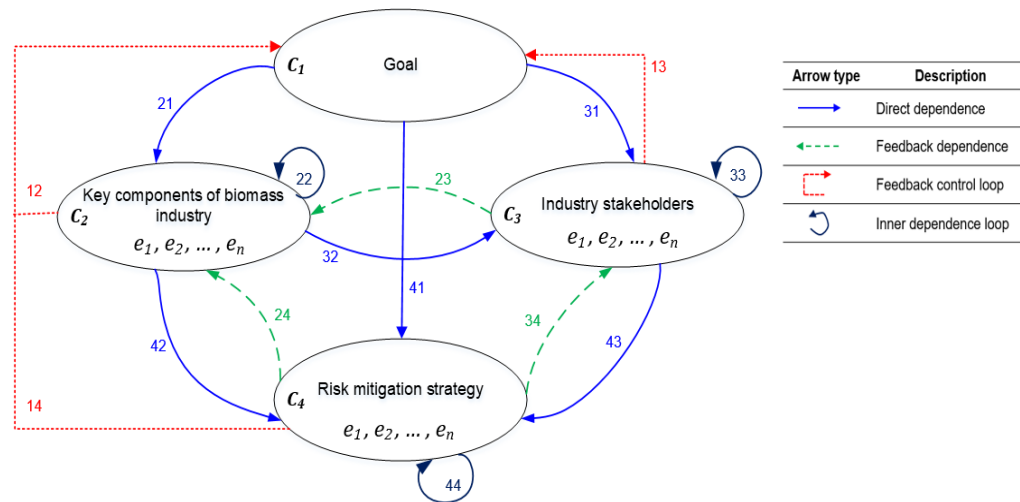 C₁
Goal
13
21
31
12
Key components of biomass
industry
C₂
e₁, e₂, ... , eₙ
22
23
32
41
Industry stakeholders
C₃
e₁, e₂, ... , eₙ
33
24
34
42
43
14
Risk mitigation strategy
C₄
e₁, e₂, ... , eₙ
44
Arrow type Description
Direct dependence
Feedback dependence
Feedback control loop
Inner dependence loop